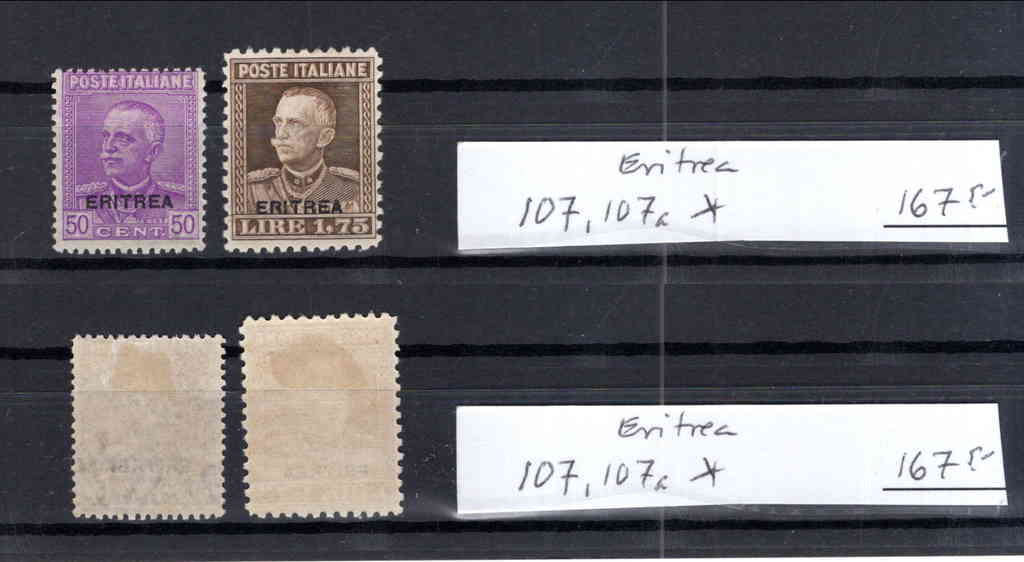 POSTE ITALIANE
ERITREA
50 CENT. 50
POSTE ITALIANE
ERITREA
LIRE 1.75
Eritrea
107, 107a *
167.-
Eritrea
107, 107a *
167.-